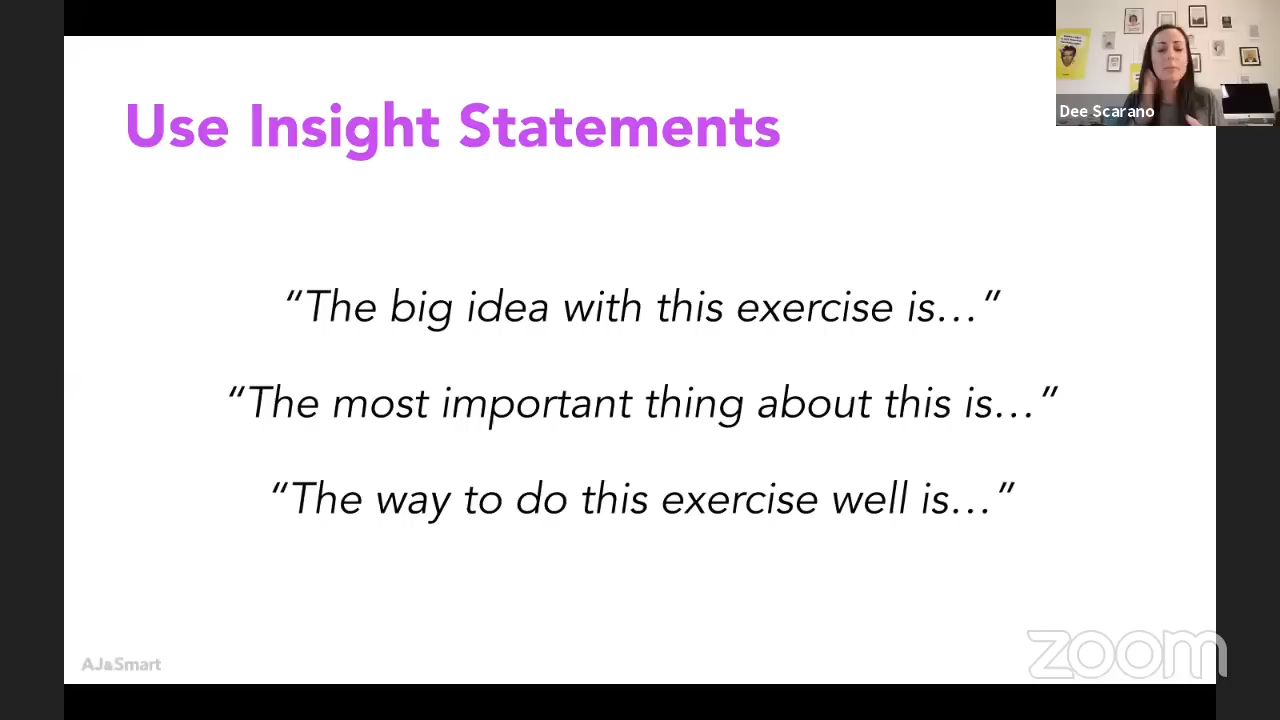 Use Insight Statements
Dee Scarano
“The big idea with this exercise is...”
“The most important thing about this is...”
“The way to do this exercise well is...”
AJ&Smart
zoom